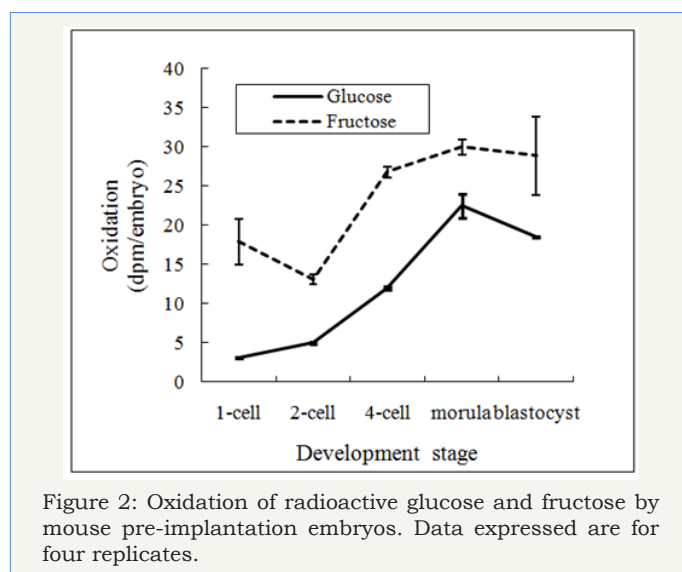 40
35
30
25
20
15
10
5
0
Oxidation
(dpm/embryo)
Glucose
Fructose
1-cell 2-cell 4-cell morula blastocyst
Development stage
Figure 2: Oxidation of radioactive glucose and fructose by
mouse pre-implantation embryos. Data expressed are for
four replicates.